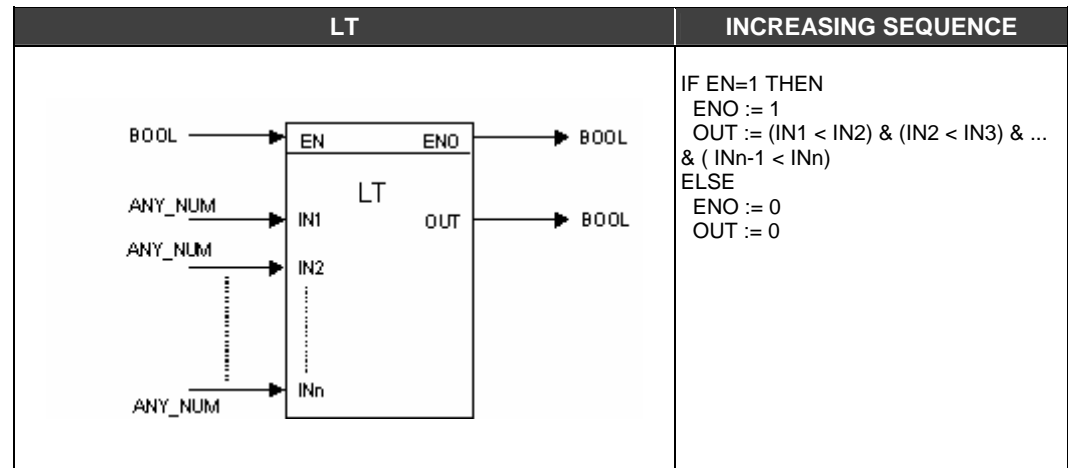 LT
INCREASING SEQUENCE
BOOL
EN
ENO
BOOL
LT
ANY_NUM
IN1
OUT
BOOL
ANY_NUM
IN2
ANY_NUM
INn
IF EN=1 THEN
ENO := 1
OUT := (IN1 < IN2) & (IN2 < IN3) & ...
& ( INn-1 < INn)
ELSE
ENO := 0
OUT := 0